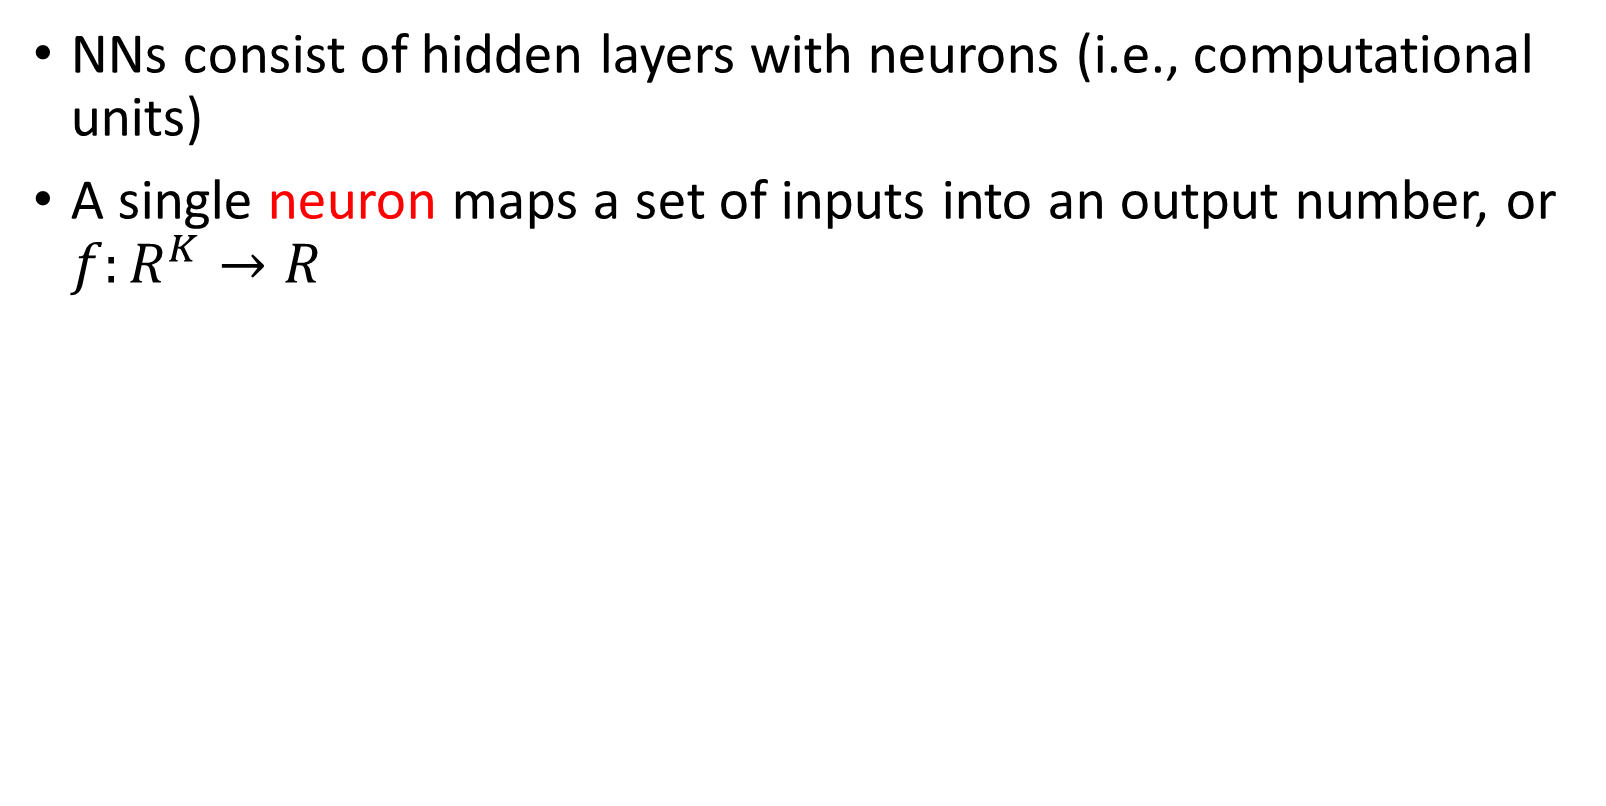 • NNs consist of hidden layers with neurons (i.e., computational
units)
• A single neuron maps a set of inputs into an output number, or
𝑓: 𝑅ᴷ → 𝑅